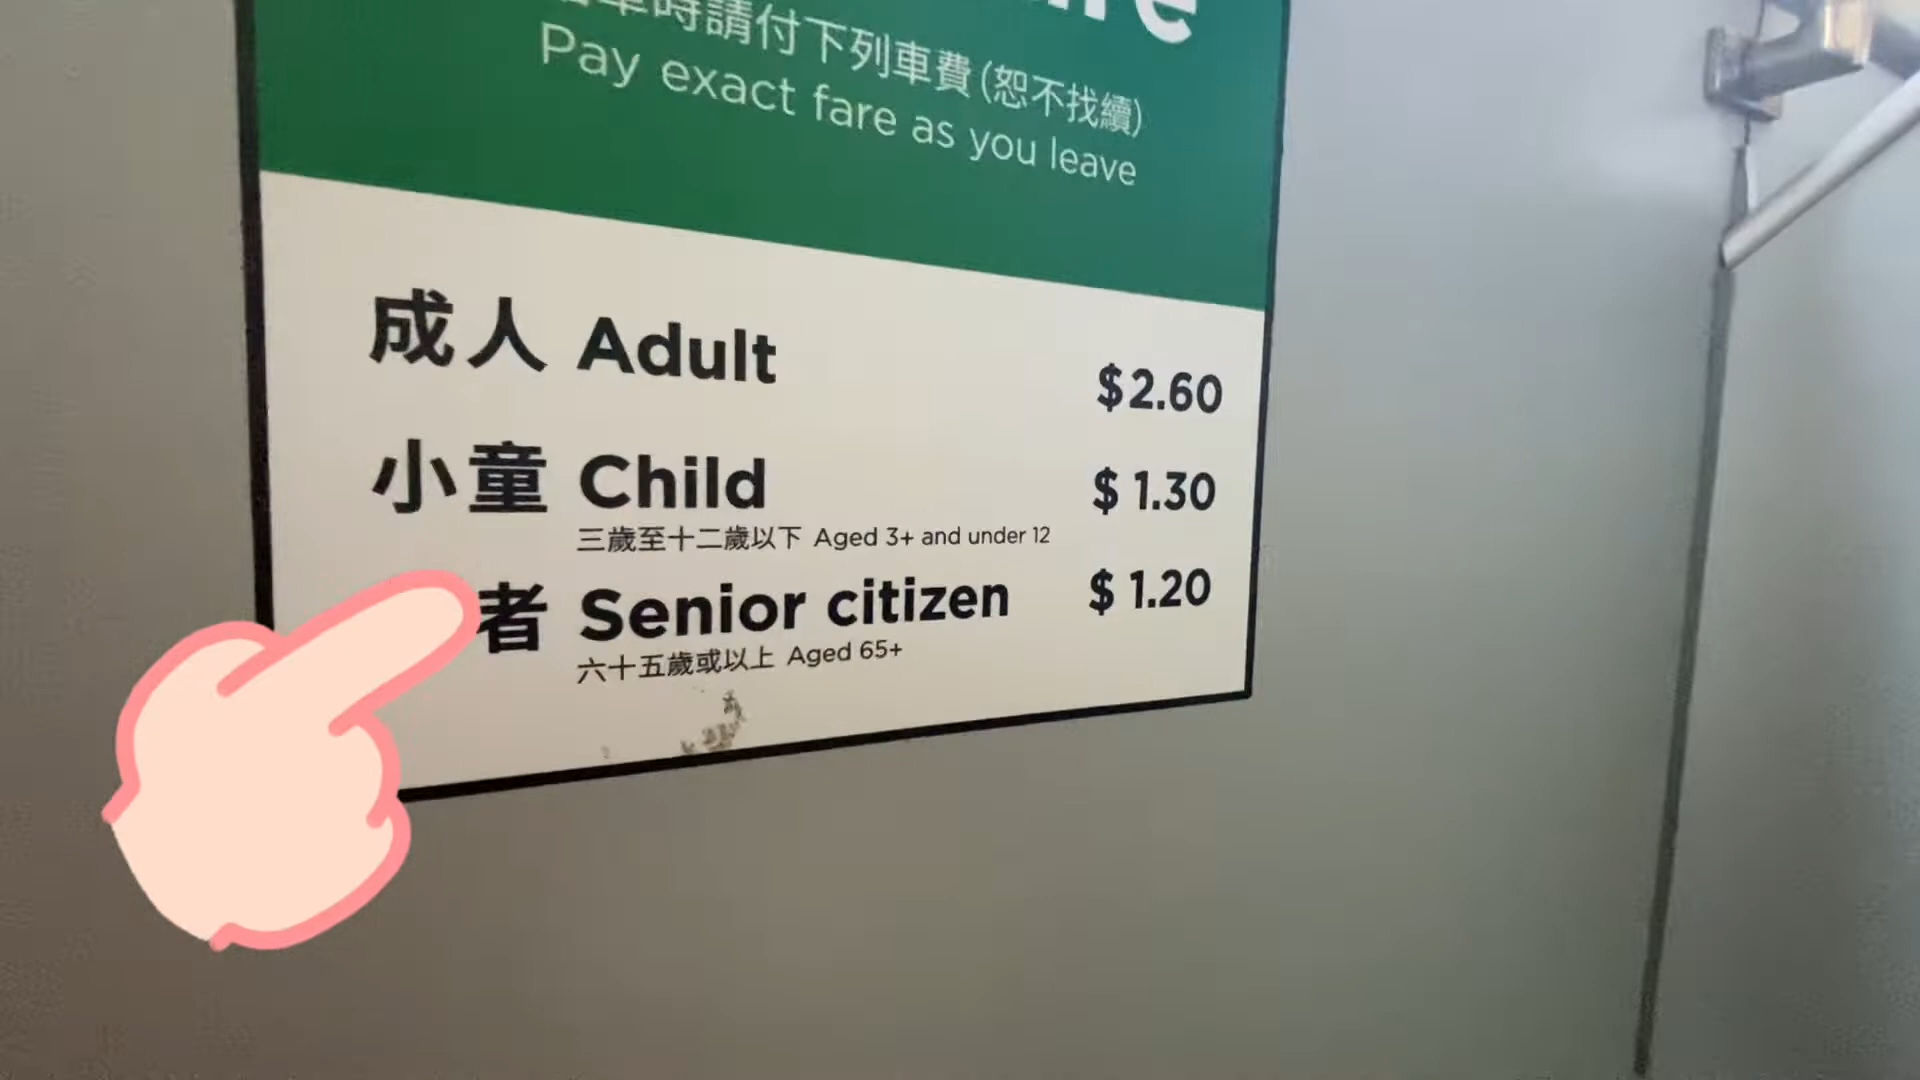 時請付下列車費(恕不找續)
Pay exact fare as you leave
成人 Adult $2.60
小童 Child $ 1.30
三歲至十二歲以下 Aged 3+ and under 12
者 Senior citizen $ 1.20
六十五歲或以上 Aged 65+